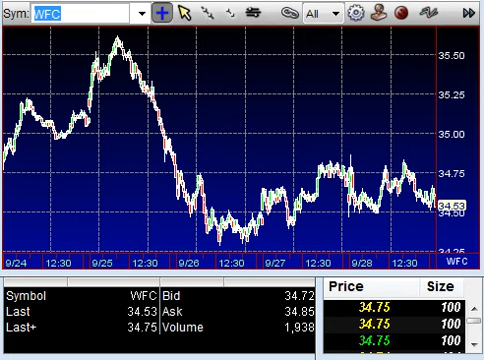 Sym: WFC All
35.50
35.25
35.00
34.75
34.53
34.50
34.25
9/24 12:30 9/25 12:30 9/26 12:30 9/27 12:30 9/28 12:30 WFC
Symbol WFC Bid 34.72
Last 34.53 Ask 34.85
Last+ 34.75 Volume 1,938
Price Size
34.75 100
34.75 100
34.75 100